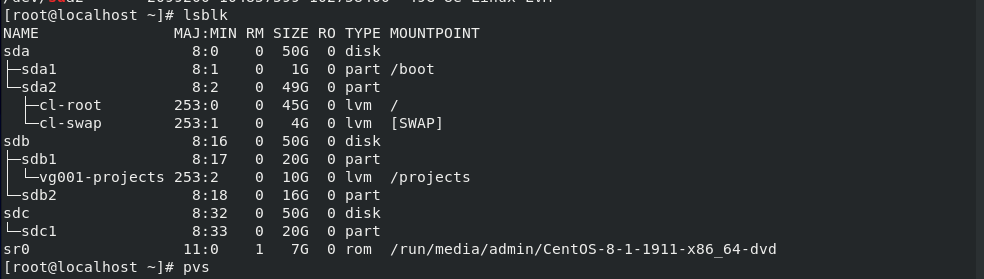 [root@localhost ~]# lsblk
NAME               MAJ:MIN RM SIZE RO TYPE MOUNTPOINT
sda                  8:0    0  50G  0 disk
├─sda1               8:1    0   1G  0 part /boot
└─sda2               8:2    0  49G  0 part
  ├─cl-root        253:0    0  45G  0 lvm  /
  └─cl-swap        253:1    0   4G  0 lvm  [SWAP]
sdb                  8:16   0  50G  0 disk
├─sdb1               8:17   0  20G  0 part
│ └─vg001-projects 253:2    0  10G  0 lvm  /projects
└─sdb2               8:18   0  16G  0 part
sdc                  8:32   0  50G  0 disk
└─sdc1               8:33   0  20G  0 part
sr0                 11:0    1   7G  0 rom  /run/media/admin/CentOS-8-1-1911-x86_64-dvd
[root@localhost ~]# pvs